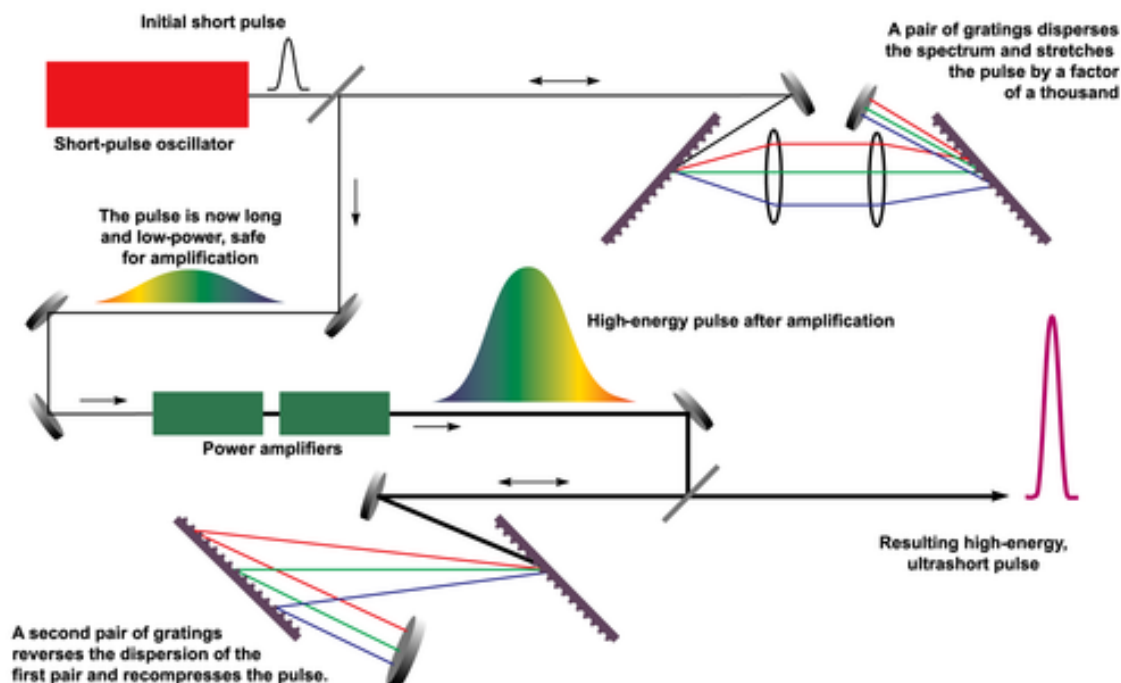 Initial short pulse
Short-pulse oscillator
A pair of gratings disperses
the spectrum and stretches
the pulse by a factor
of a thousand
The pulse is now long
and low-power, safe
for amplification
High-energy pulse after amplification
Power amplifiers
Resulting high-energy,
ultrashort pulse
A second pair of gratings
reverses the dispersion of the
first pair and recompresses the pulse.